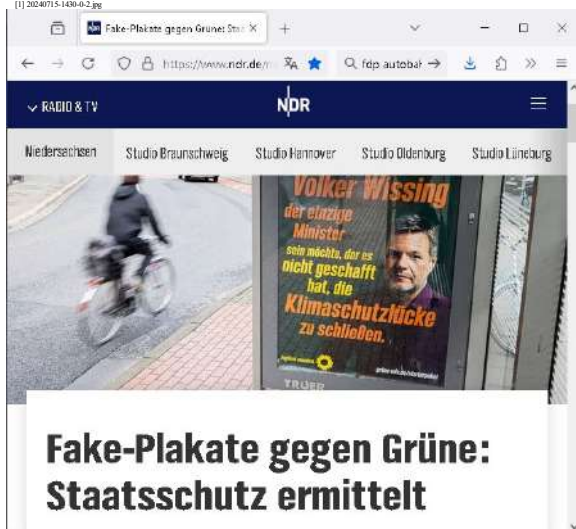 [1] 20240715-1430-0-2.jpg
Fake-Plakate gegen Grüne: Sta
https://www.ndr.de/
fdp autobah
RADIO & TV
NDR
Niedersachsen Studio Braunschweig Studio Hannover Studio Oldenburg Studio Lüneburg
Volker Wissing
der einzige
Minister
sein möchte, der es
nicht geschafft
hat, die
Klimaschutzlücke
zu schließen.
Fake-Plakate gegen Grüne:
Staatsschutz ermittelt